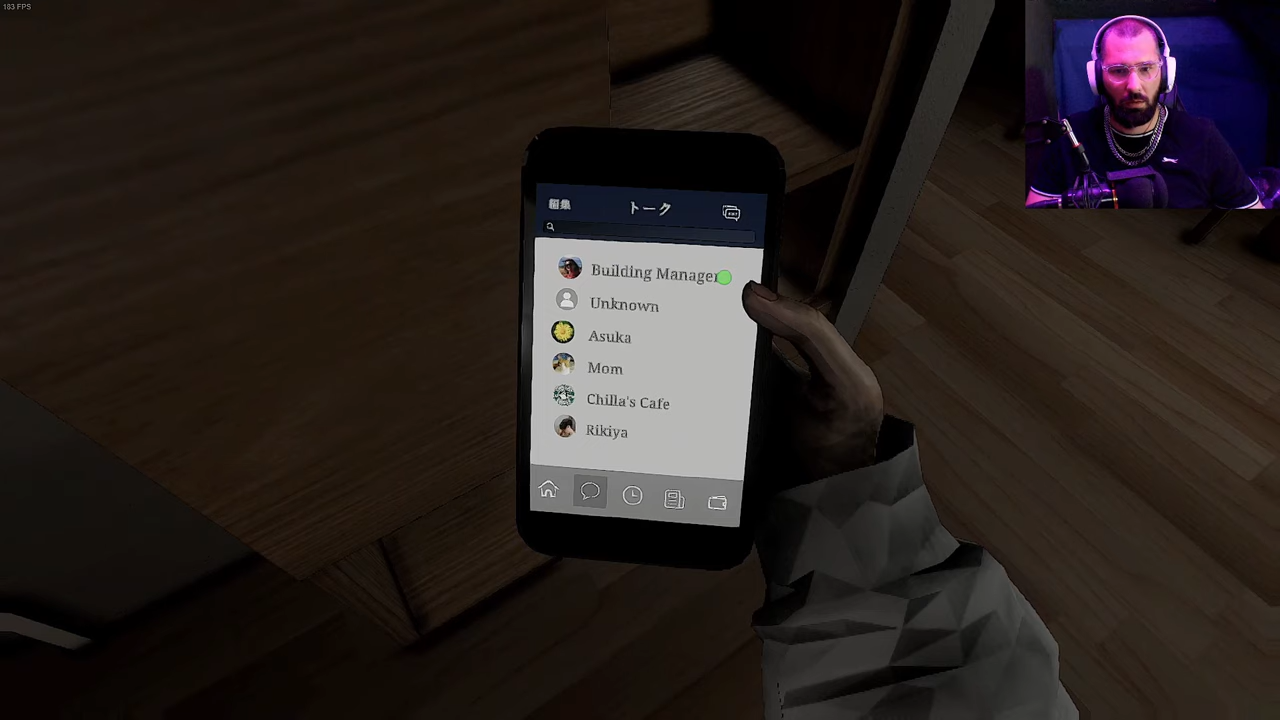 183 FPS
編集
トーク
Building Manager
Unknown
Asuka
Mom
Chilla's Cafe
Rikiya